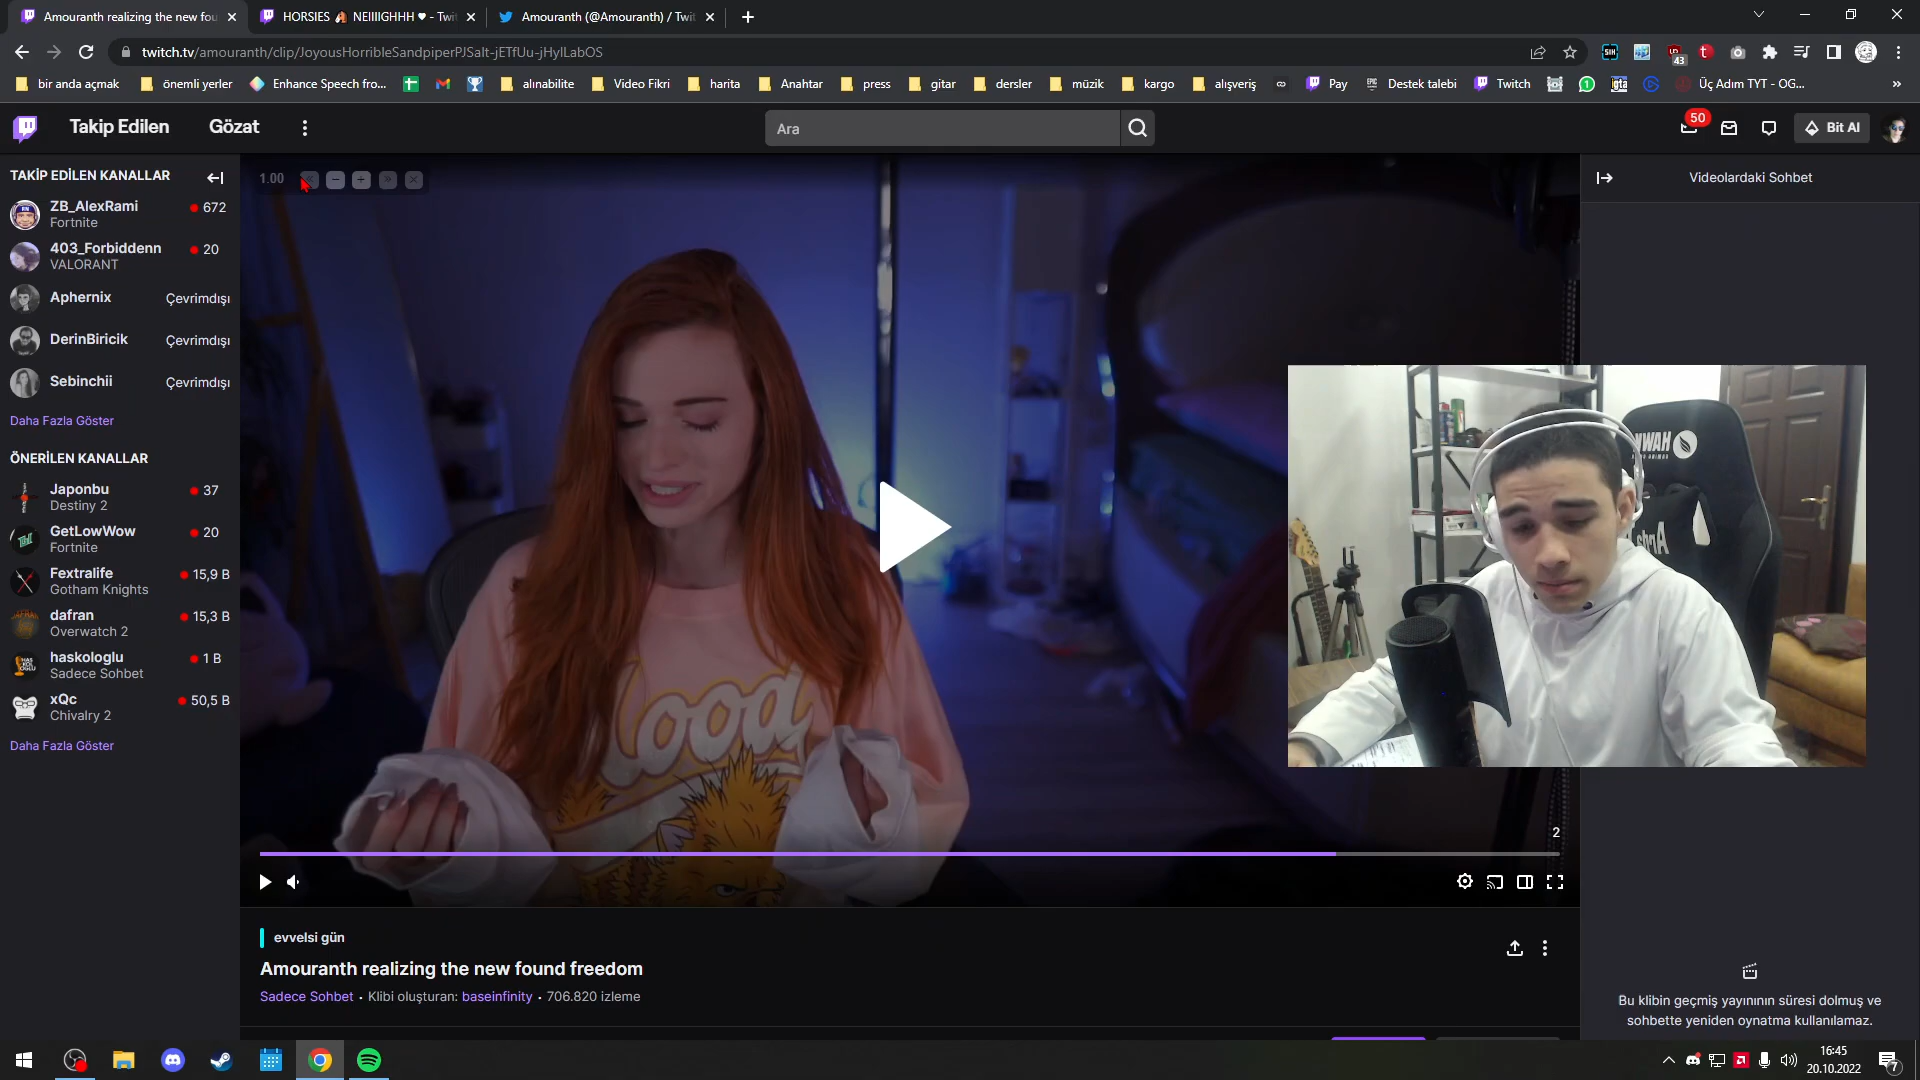 Amouranth realizing the new fou
HORSIES 🐴 NEIIIIGHHH ♥ - Twi
Amouranth (@Amouranth) / Twit
twitch.tv/amouranth/clip/JoyousHorribleSandpiperPJSalt-jETfUu-jHyILabOS
43
bir anda açmak
önemli yerler
Enhance Speech fro...
alınabilite
Video Fikri
harita
Anahtar
press
gitar
dersler
müzik
kargo
alışveriş
Pay
Destek talebi
Twitch
Üç Adım TYT - OG...
Takip Edilen
Gözat
Ara
50
Bit Al
TAKİP EDİLEN KANALLAR
ZB_AlexRami
672
Fortnite
403_Forbiddenn
20
VALORANT
Aphernix
Çevrimdışı
DerinBiricik
Çevrimdışı
Sebinchii
Çevrimdışı
Daha Fazla Göster
ÖNERİLEN KANALLAR
Japonbu
37
Destiny 2
GetLowWow
20
Fortnite
Fextralife
15,9 B
Gotham Knights
dafran
15,3 B
Overwatch 2
haskologlu
1 B
Sadece Sohbet
xQc
50,5 B
Chivalry 2
Daha Fazla Göster
1.00
2
evvelsi gün
Amouranth realizing the new found freedom
Sadece Sohbet • Klibi oluşturan: baseinfinity • 706.820 izleme
Videolardaki Sohbet
Bu klibin geçmiş yayınının süresi dolmuş ve
sohbette yeniden oynatma kullanılamaz.
16:45
20.10.2022
7